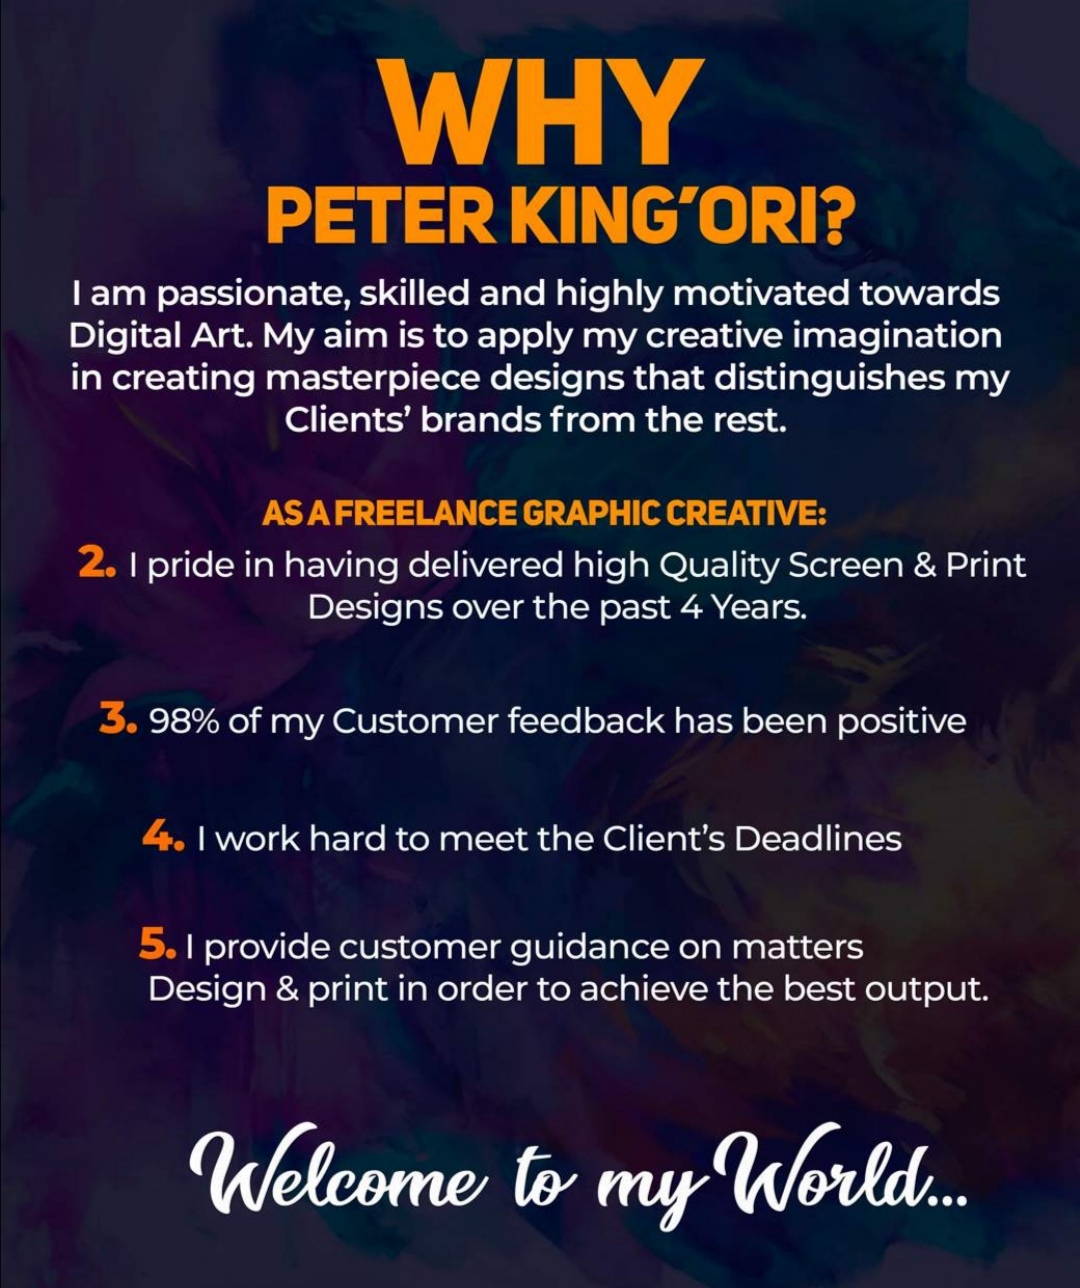 WHY
PETER KING'ORI?
I am passionate, skilled and highly motivated towards
Digital Art. My aim is to apply my creative imagination
in creating masterpiece designs that distinguishes my
Clients' brands from the rest.
AS A FREELANCE GRAPHIC CREATIVE:
2. I pride in having delivered high Quality Screen & Print
Designs over the past 4 Years.
3. 98% of my Customer feedback has been positive
4. I work hard to meet the Client's Deadlines
5. I provide customer guidance on matters
Design & print in order to achieve the best output.
Welcome to my World...